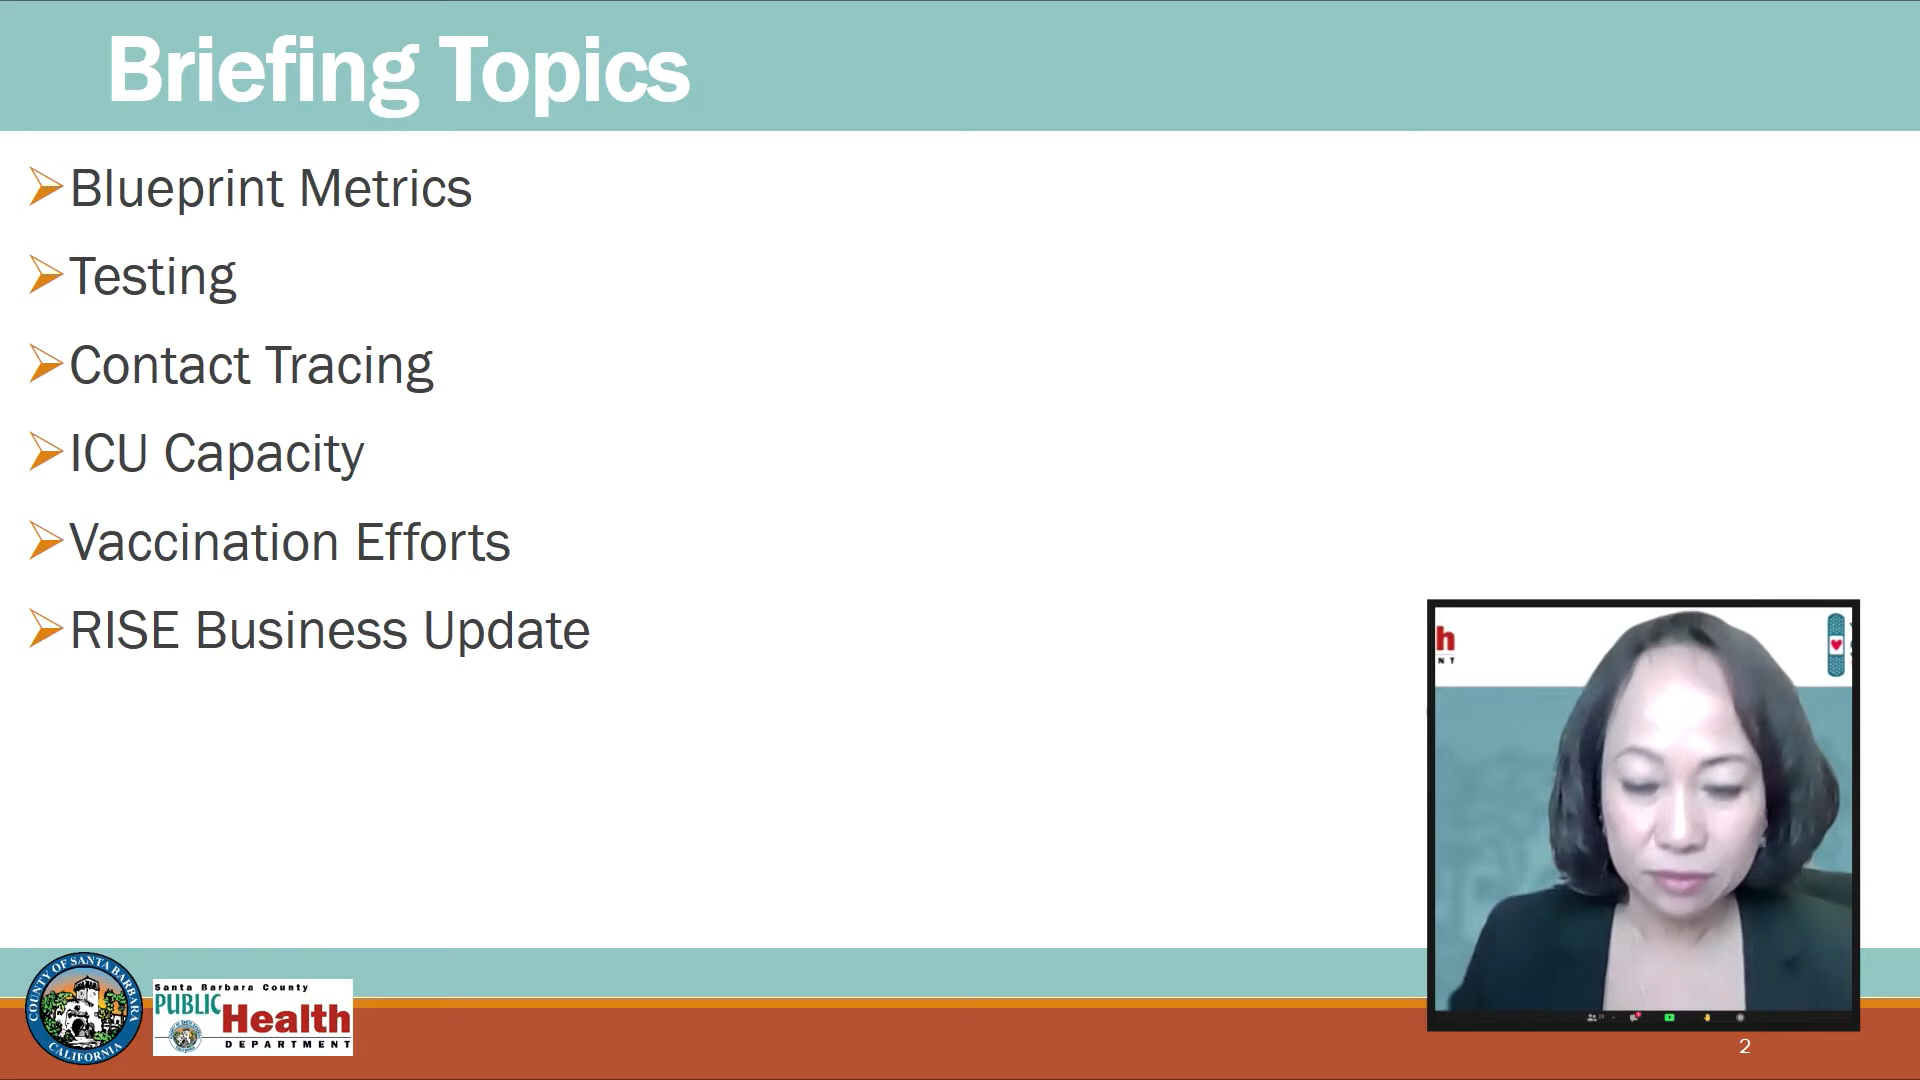 Briefing Topics
Blueprint Metrics
Testing
Contact Tracing
ICU Capacity
Vaccination Efforts
RISE Business Update
h
NT
COUNTY OF SANTA BARBARA
CALIFORNIA
Santa Barbara County
PUBLIC
Health
DEPARTMENT
2